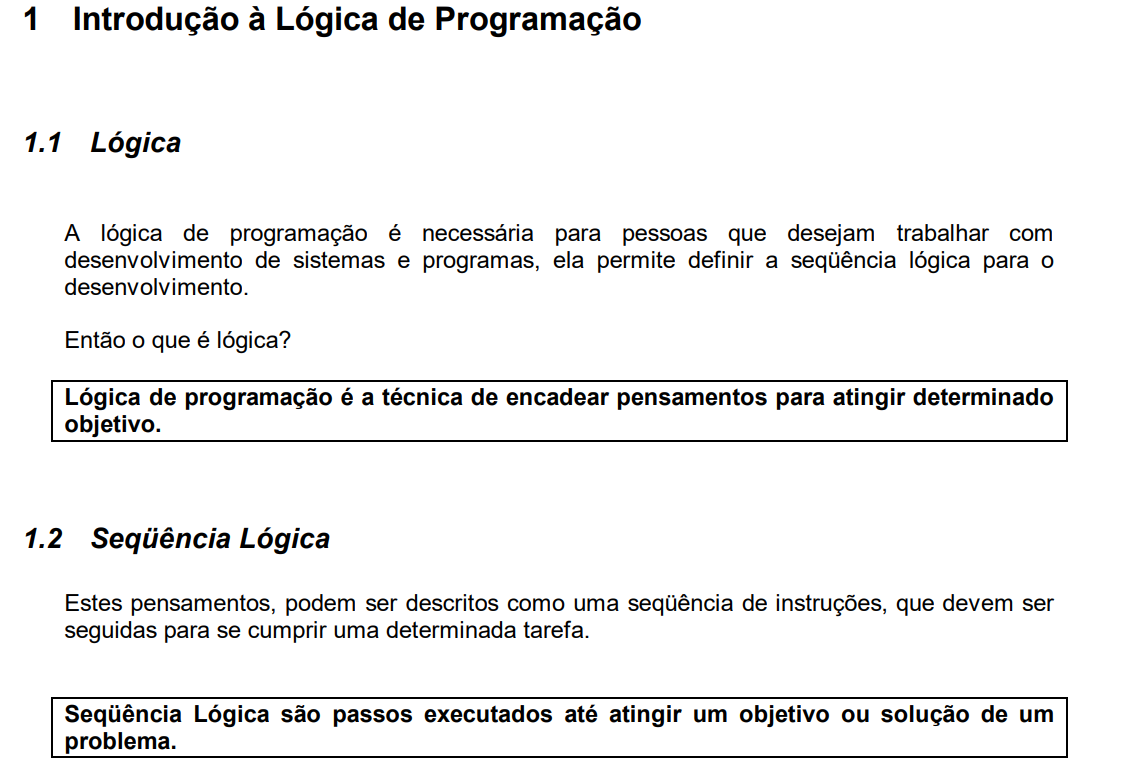 1 Introdução à Lógica de Programação
1.1 Lógica
A lógica de programação é necessária para pessoas que desejam trabalhar com
desenvolvimento de sistemas e programas, ela permite definir a seqüência lógica para o
desenvolvimento.
Então o que é lógica?
Lógica de programação é a técnica de encadear pensamentos para atingir determinado
objetivo.
1.2 Seqüência Lógica
Estes pensamentos, podem ser descritos como uma seqüência de instruções, que devem ser
seguidas para se cumprir uma determinada tarefa.
Seqüência Lógica são passos executados até atingir um objetivo ou solução de um
problema.